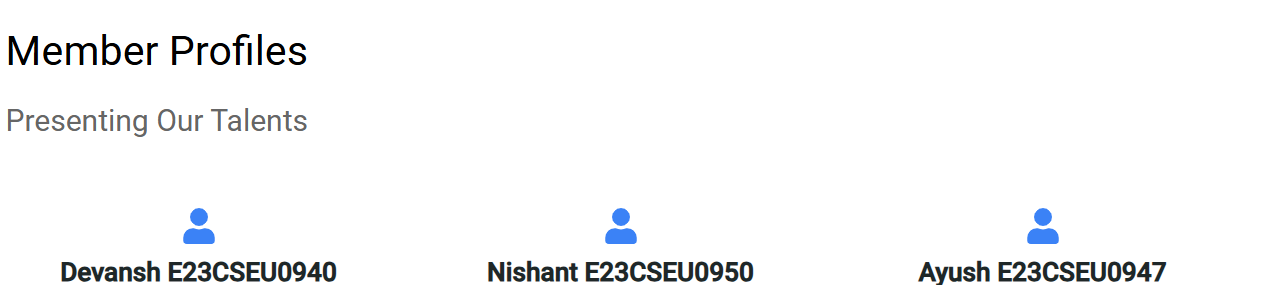 Member Profiles
Presenting Our Talents
Devansh E23CSEU0940
Nishant E23CSEU0950
Ayush E23CSEU0947